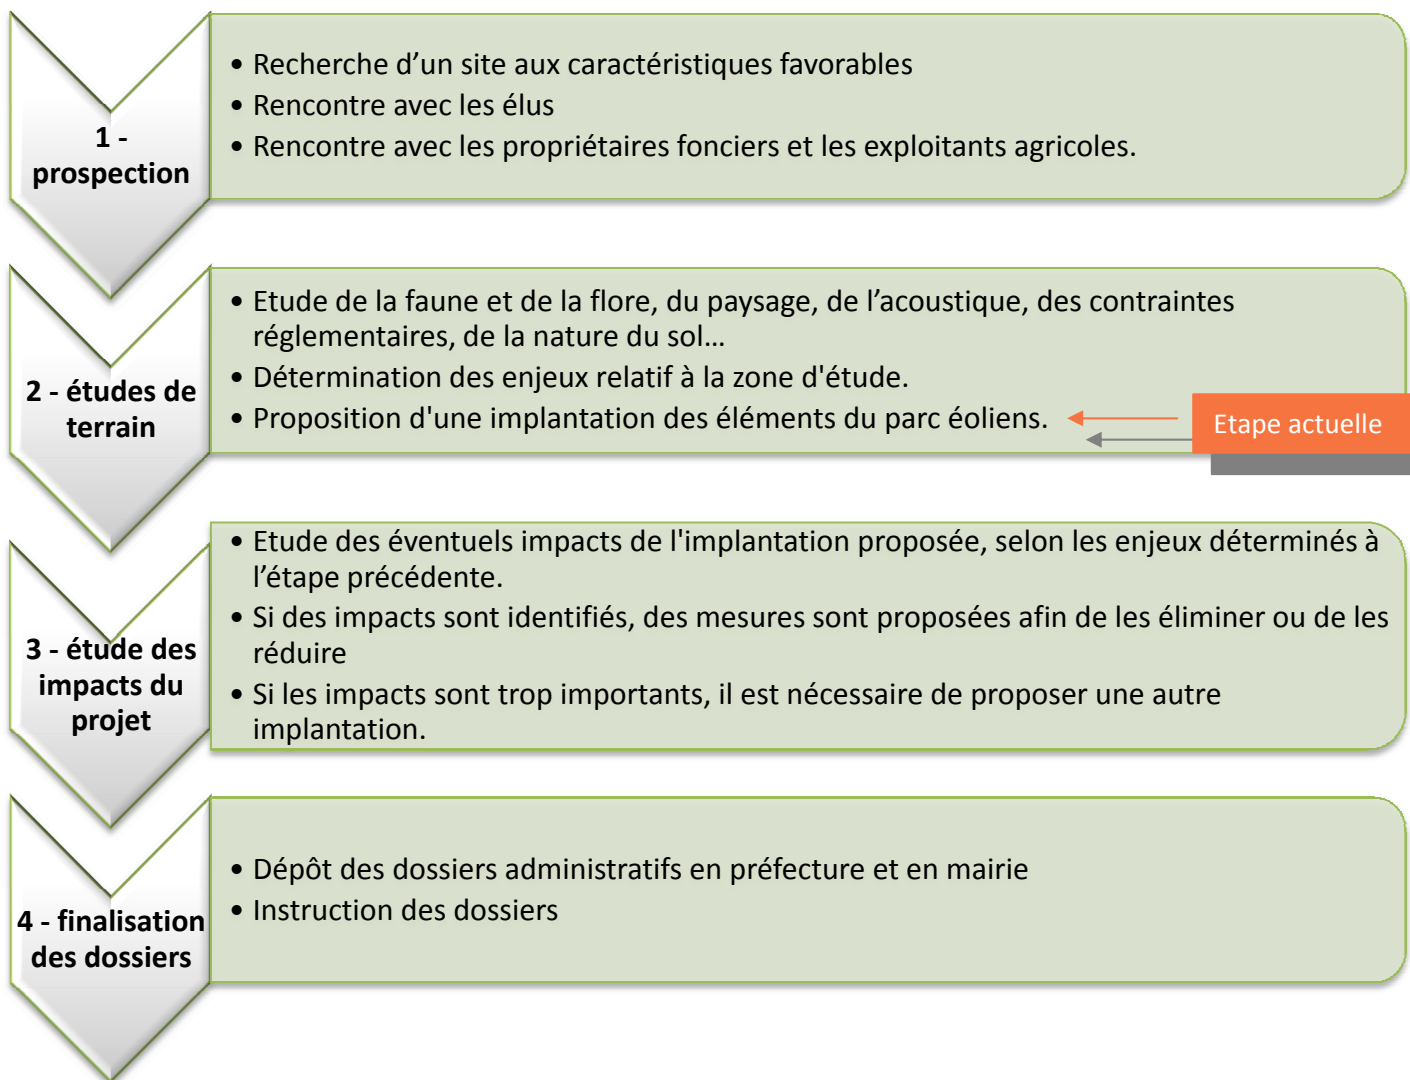 1 -
prospection
• Recherche d’un site aux caractéristiques favorables
• Rencontre avec les élus
• Rencontre avec les propriétaires fonciers et les exploitants agricoles.
2 - études de
terrain
• Etude de la faune et de la flore, du paysage, de l’acoustique, des contraintes
réglementaires, de la nature du sol…
• Détermination des enjeux relatif à la zone d'étude.
• Proposition d'une implantation des éléments du parc éoliens.
Etape actuelle
3 - étude des
impacts du
projet
• Etude des éventuels impacts de l'implantation proposée, selon les enjeux déterminés à
l’étape précédente.
• Si des impacts sont identifiés, des mesures sont proposées afin de les éliminer ou de les
réduire
• Si les impacts sont trop importants, il est nécessaire de proposer une autre
implantation.
4 - finalisation
des dossiers
• Dépôt des dossiers administratifs en préfecture et en mairie
• Instruction des dossiers